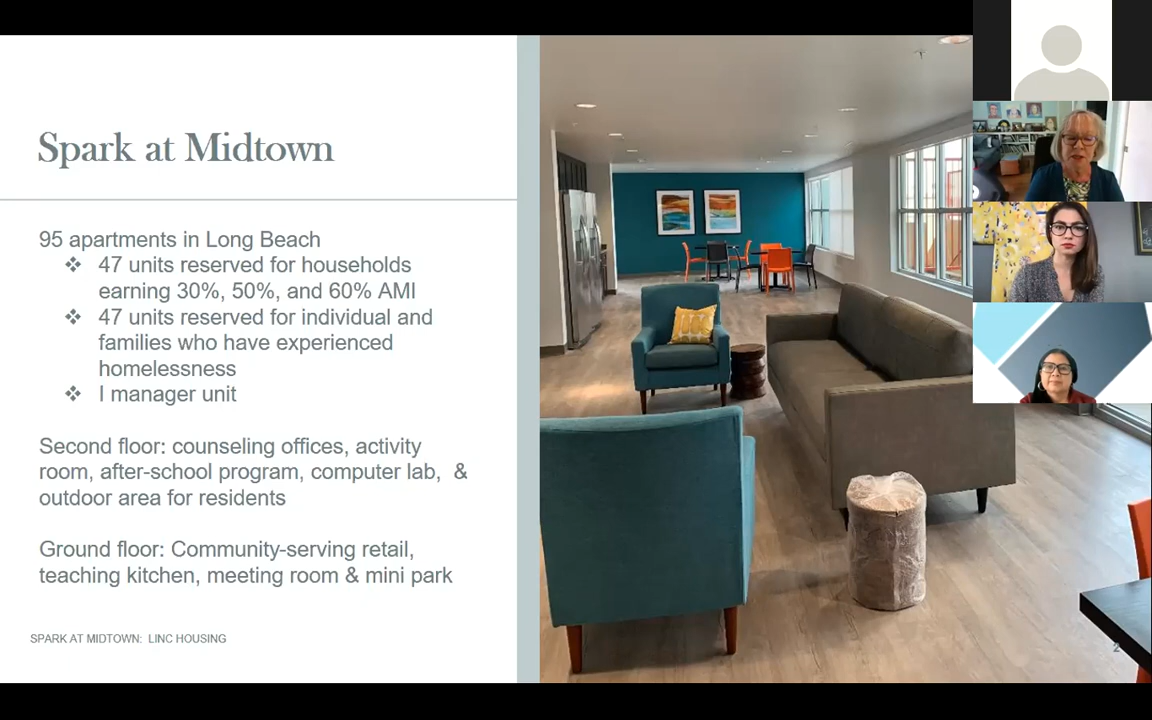 Spark at Midtown
95 apartments in Long Beach
❖ 47 units reserved for households
earning 30%, 50%, and 60% AMI
❖ 47 units reserved for individual and
families who have experienced
homelessness
❖ I manager unit
Second floor: counseling offices, activity
room, after-school program, computer lab, &
outdoor area for residents
Ground floor: Community-serving retail,
teaching kitchen, meeting room & mini park
SPARK AT MIDTOWN: LINC HOUSING
2